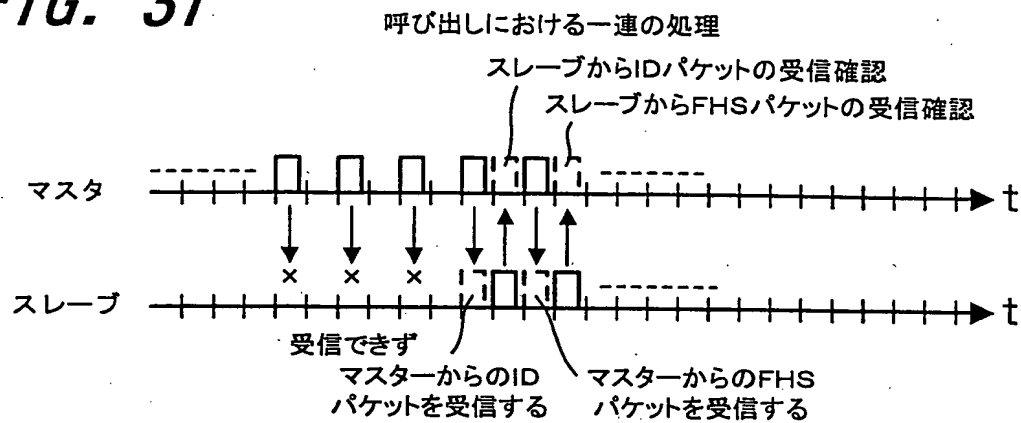 FIG. 31
呼び出しにおける一連の処理
スレーブからIDパケットの受信確認
スレーブからFHSパケットの受信確認
マスタ
t
× × ×
スレーブ
t
受信できず
マスターからのID
パケットを受信する
マスターからのFHS
パケットを受信する